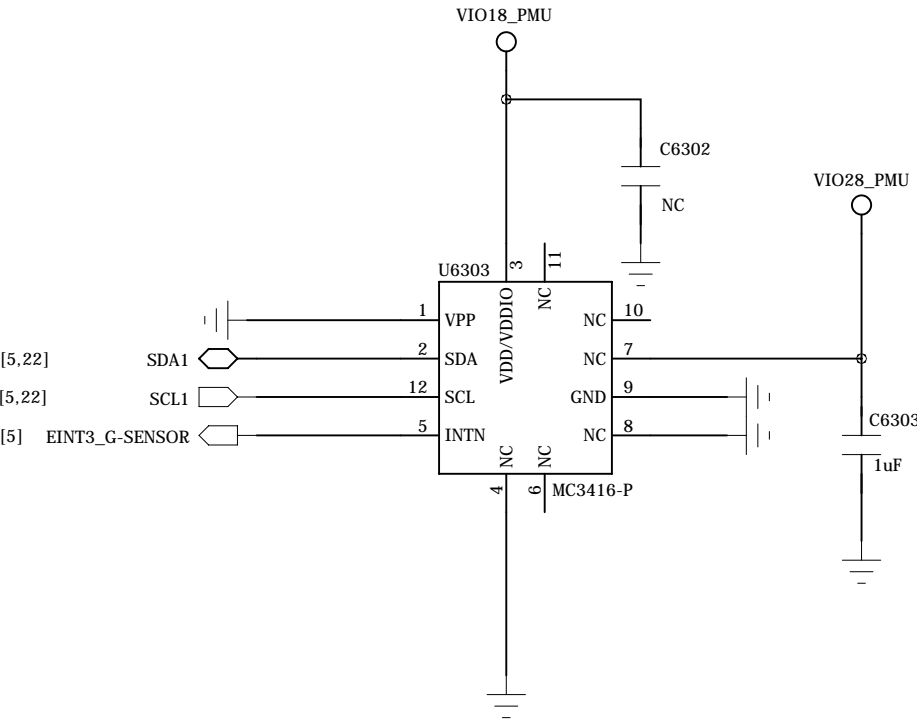 VIO18_PMU
C6302
VIO28_PMU
NC
U6303
3
11
VDD/VDDIO
NC
1
VPP
NC
10
[5,22]
SDA1
2
SDA
NC
7
[5,22]
SCL1
12
SCL
GND
9
[5]
EINT3_G-SENSOR
5
INTN
NC
8
C6303
1uF
NC
NC
4
6
MC3416-P